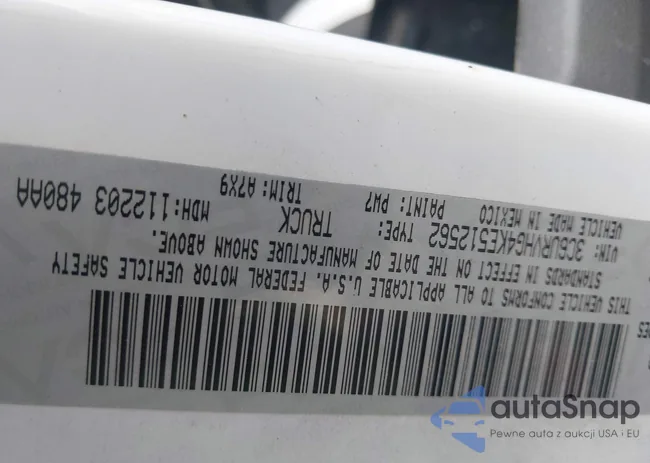 THIS VEHICLE CONFORMS TO ALL APPLICABLE U.S.A. FEDERAL MOTOR VEHICLE SAFETY
STANDARDS IN EFFECT ON THE DATE OF MANUFACTURE SHOWN ABOVE.
VIN: 3C6URVHG4KE512562 TYPE: TRUCK
VEHICLE MADE IN MEXICO PAINT: PW7 TRIM: A7X9 MDH: 112203 480AA
autaSnap
Pewne auta z aukcji USA i EU